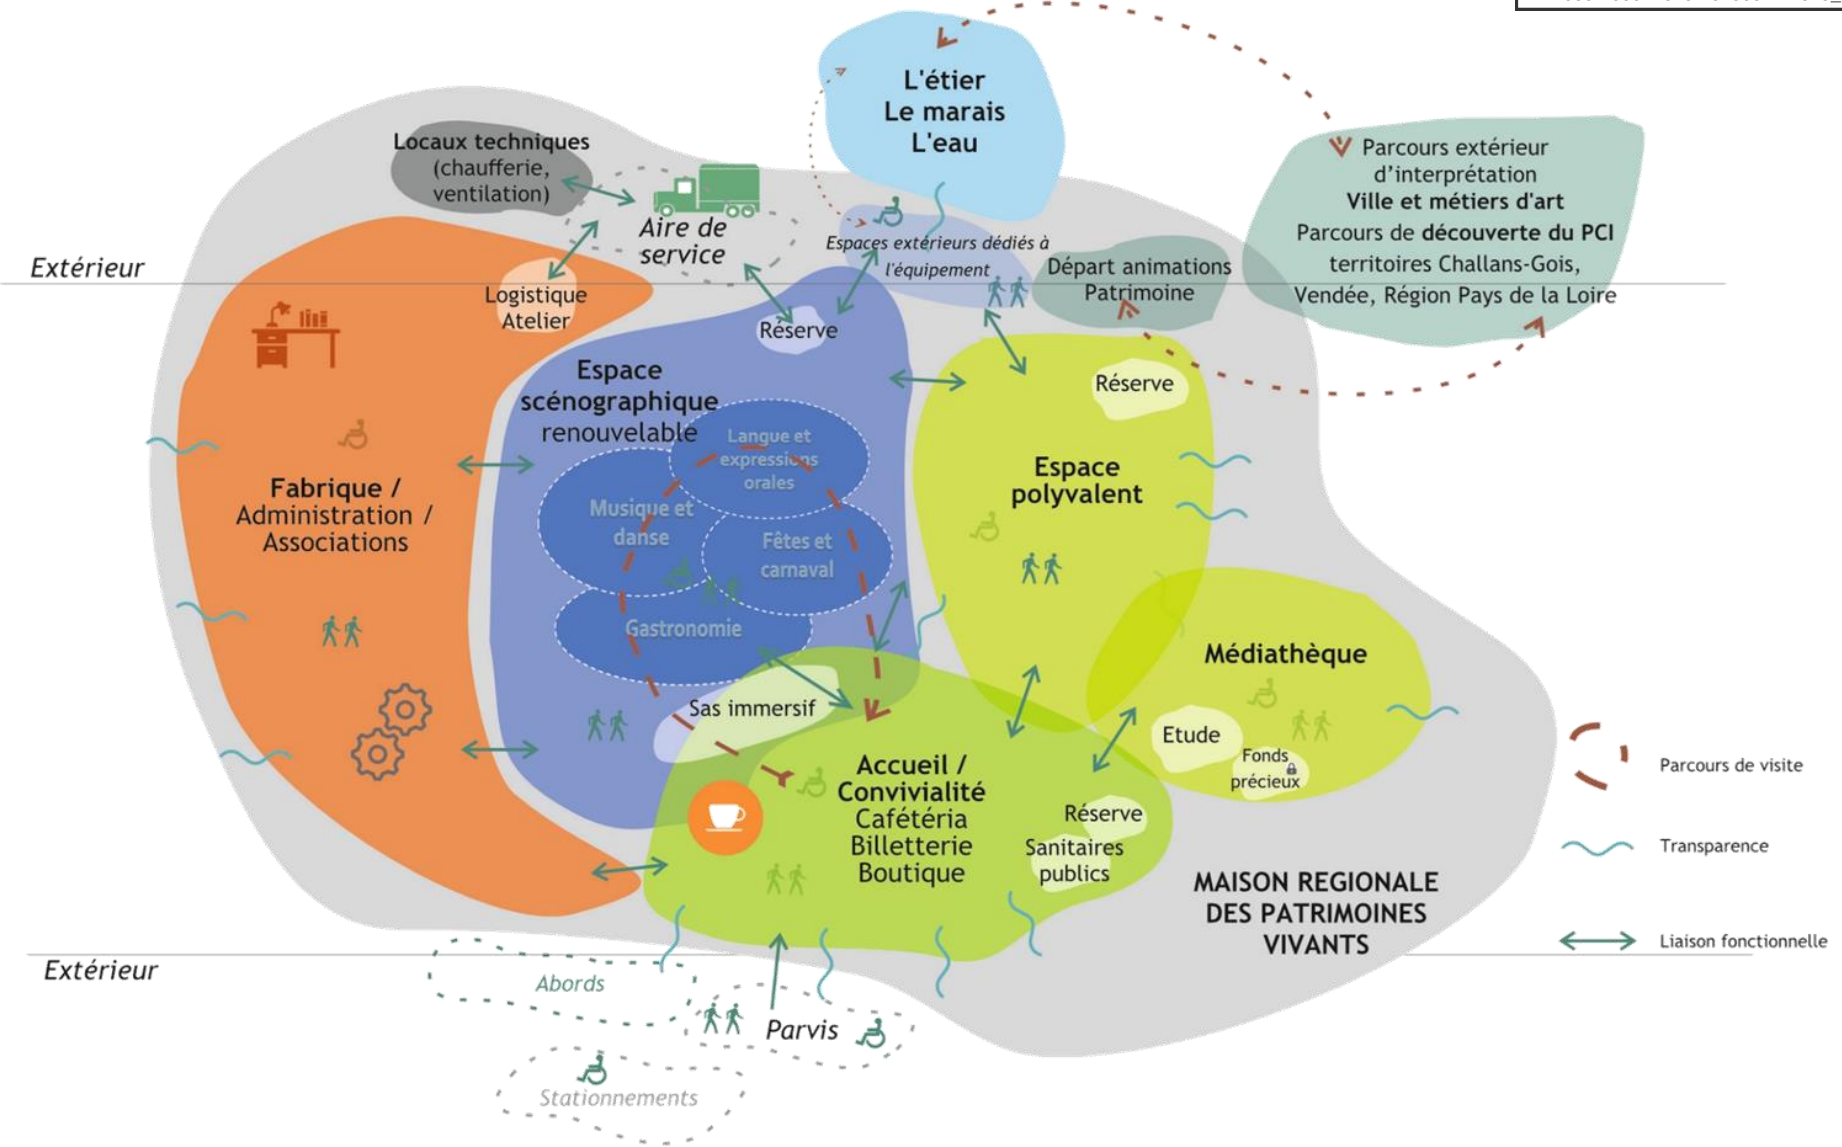 L'étier
Le marais
L'eau
Locaux techniques
(chaufferie,
ventilation)
Aire de
service
Espaces extérieurs dédiés à
l'équipement
Départ animations
Patrimoine
Parcours extérieur
d'interprétation
Ville et métiers d'art
Parcours de découverte du PCI
territoires Challans-Gois,
Vendée, Région Pays de la Loire
Extérieur
Logistique
Atelier
Réserve
Espace
scénographique
renouvelable
Langue et
expressions
orales
Musique et
danse
Fêtes et
carnaval
Gastronomie
Réserve
Espace
polyvalent
Fabrique /
Administration /
Associations
Médiathèque
Etude
Fonds
précieux
Sas immersif
Accueil /
Convivialité
Cafétéria
Billetterie
Boutique
Réserve
Sanitaires
publics
MAISON REGIONALE
DES PATRIMOINES
VIVANTS
Parcours de visite
Transparence
Liaison fonctionnelle
Extérieur
Abords
Parvis
Stationnements